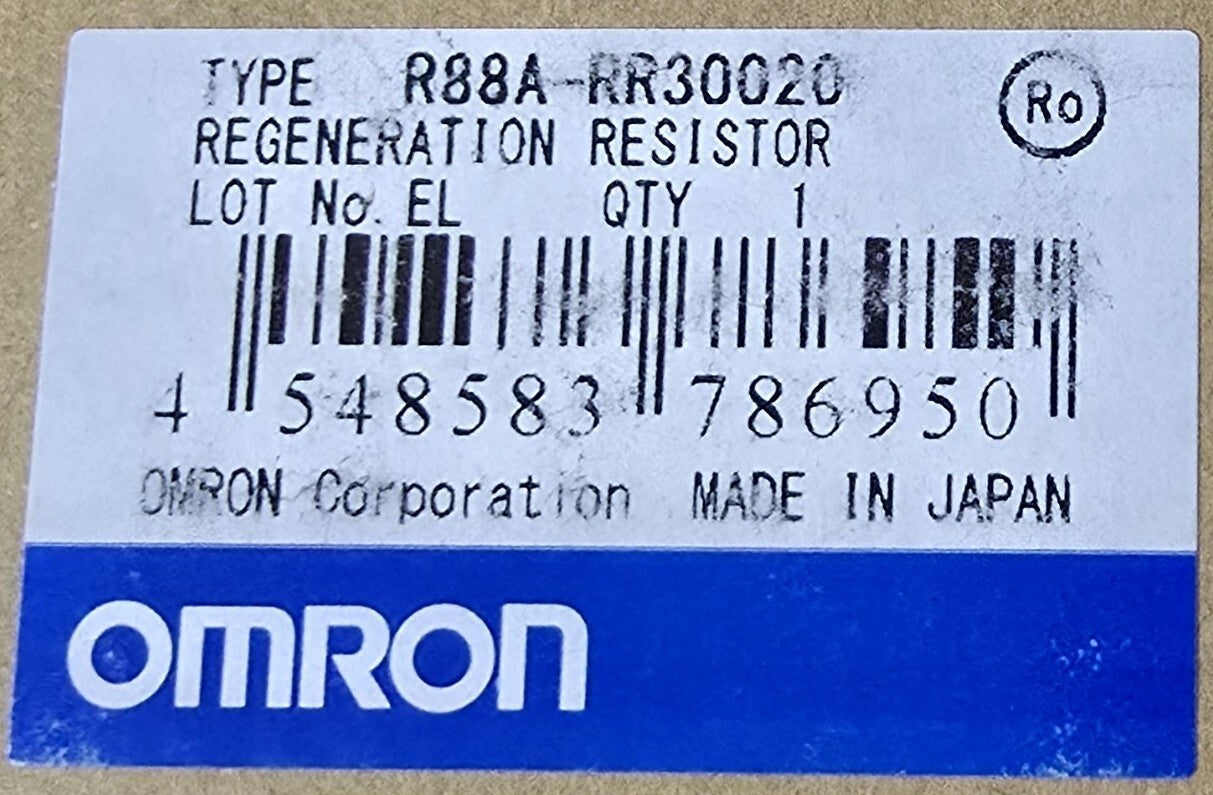 TYPE R88A-RR30020
Ro
REGENERATION RESISTOR
LOT No. EL QTY 1
4 548583 786950
OMRON Corporation MADE IN JAPAN
OMRON